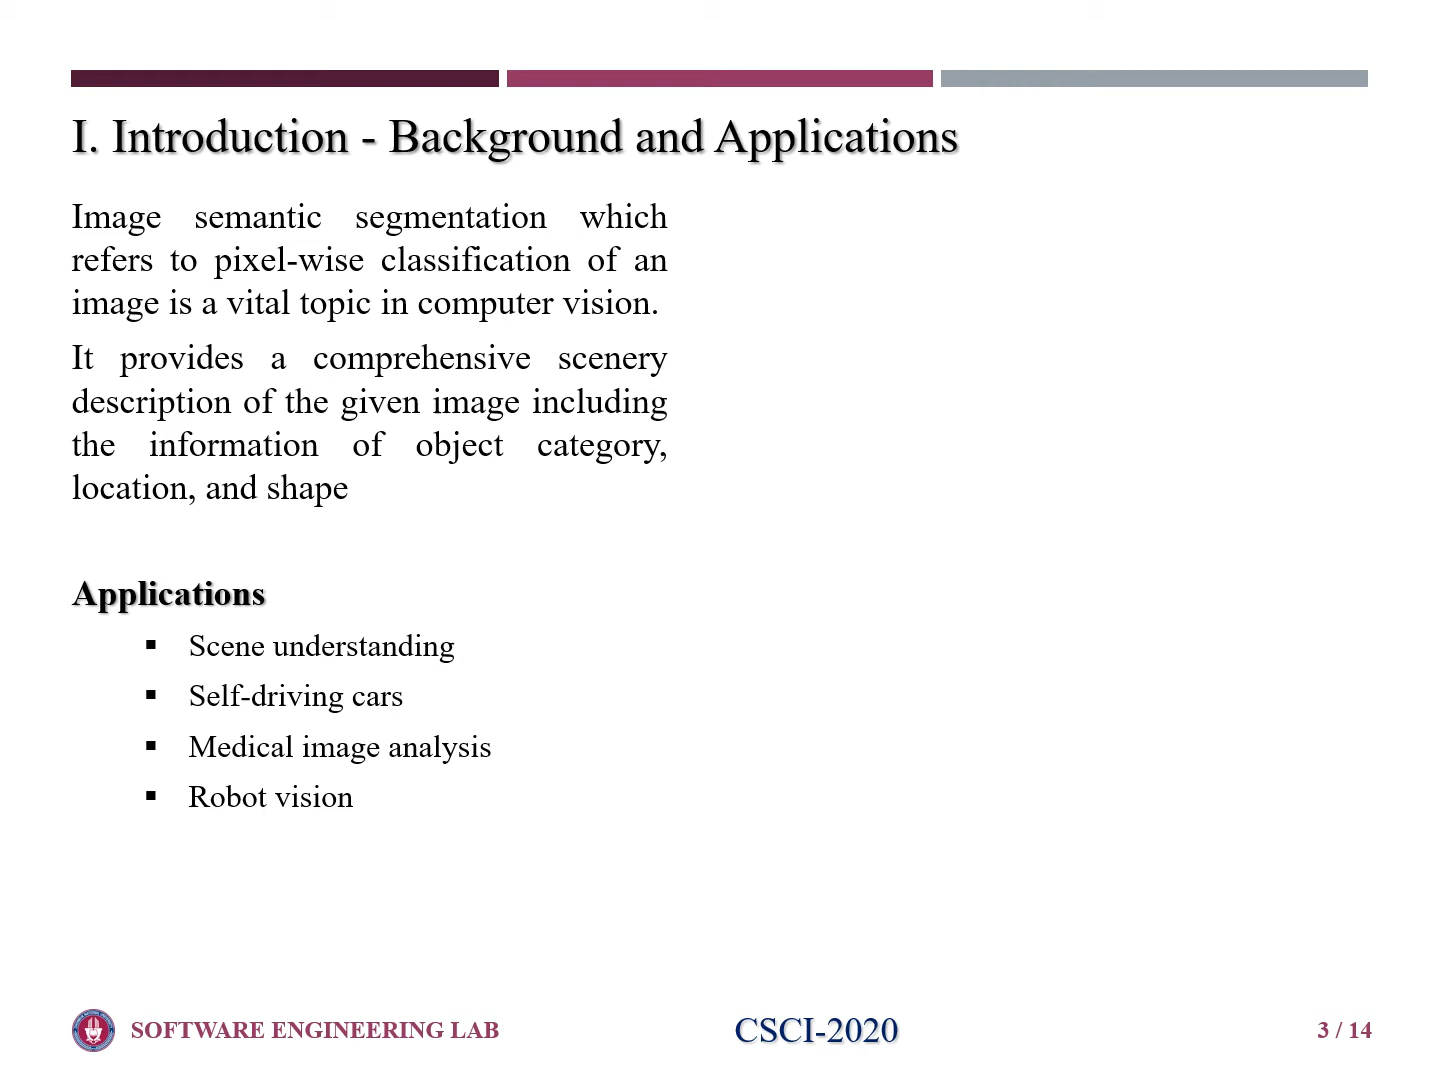 I. Introduction - Background and Applications
Image semantic segmentation which
refers to pixel-wise classification of an
image is a vital topic in computer vision.
It provides a comprehensive scenery
description of the given image including
the information of object category,
location, and shape
Applications
▪ Scene understanding
▪ Self-driving cars
▪ Medical image analysis
▪ Robot vision
SOFTWARE ENGINEERING LAB
CSCI-2020
3 / 14